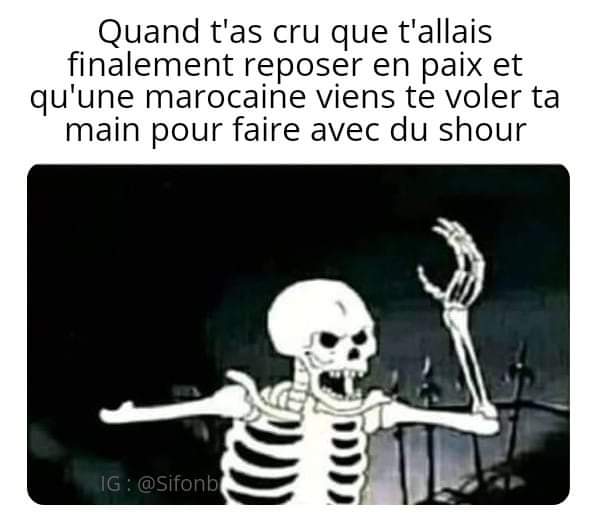 Quand t'as cru que t'allais
finalement reposer en paix et
qu'une marocaine viens te voler ta
main pour faire avec du shour
IG : @Sifonb